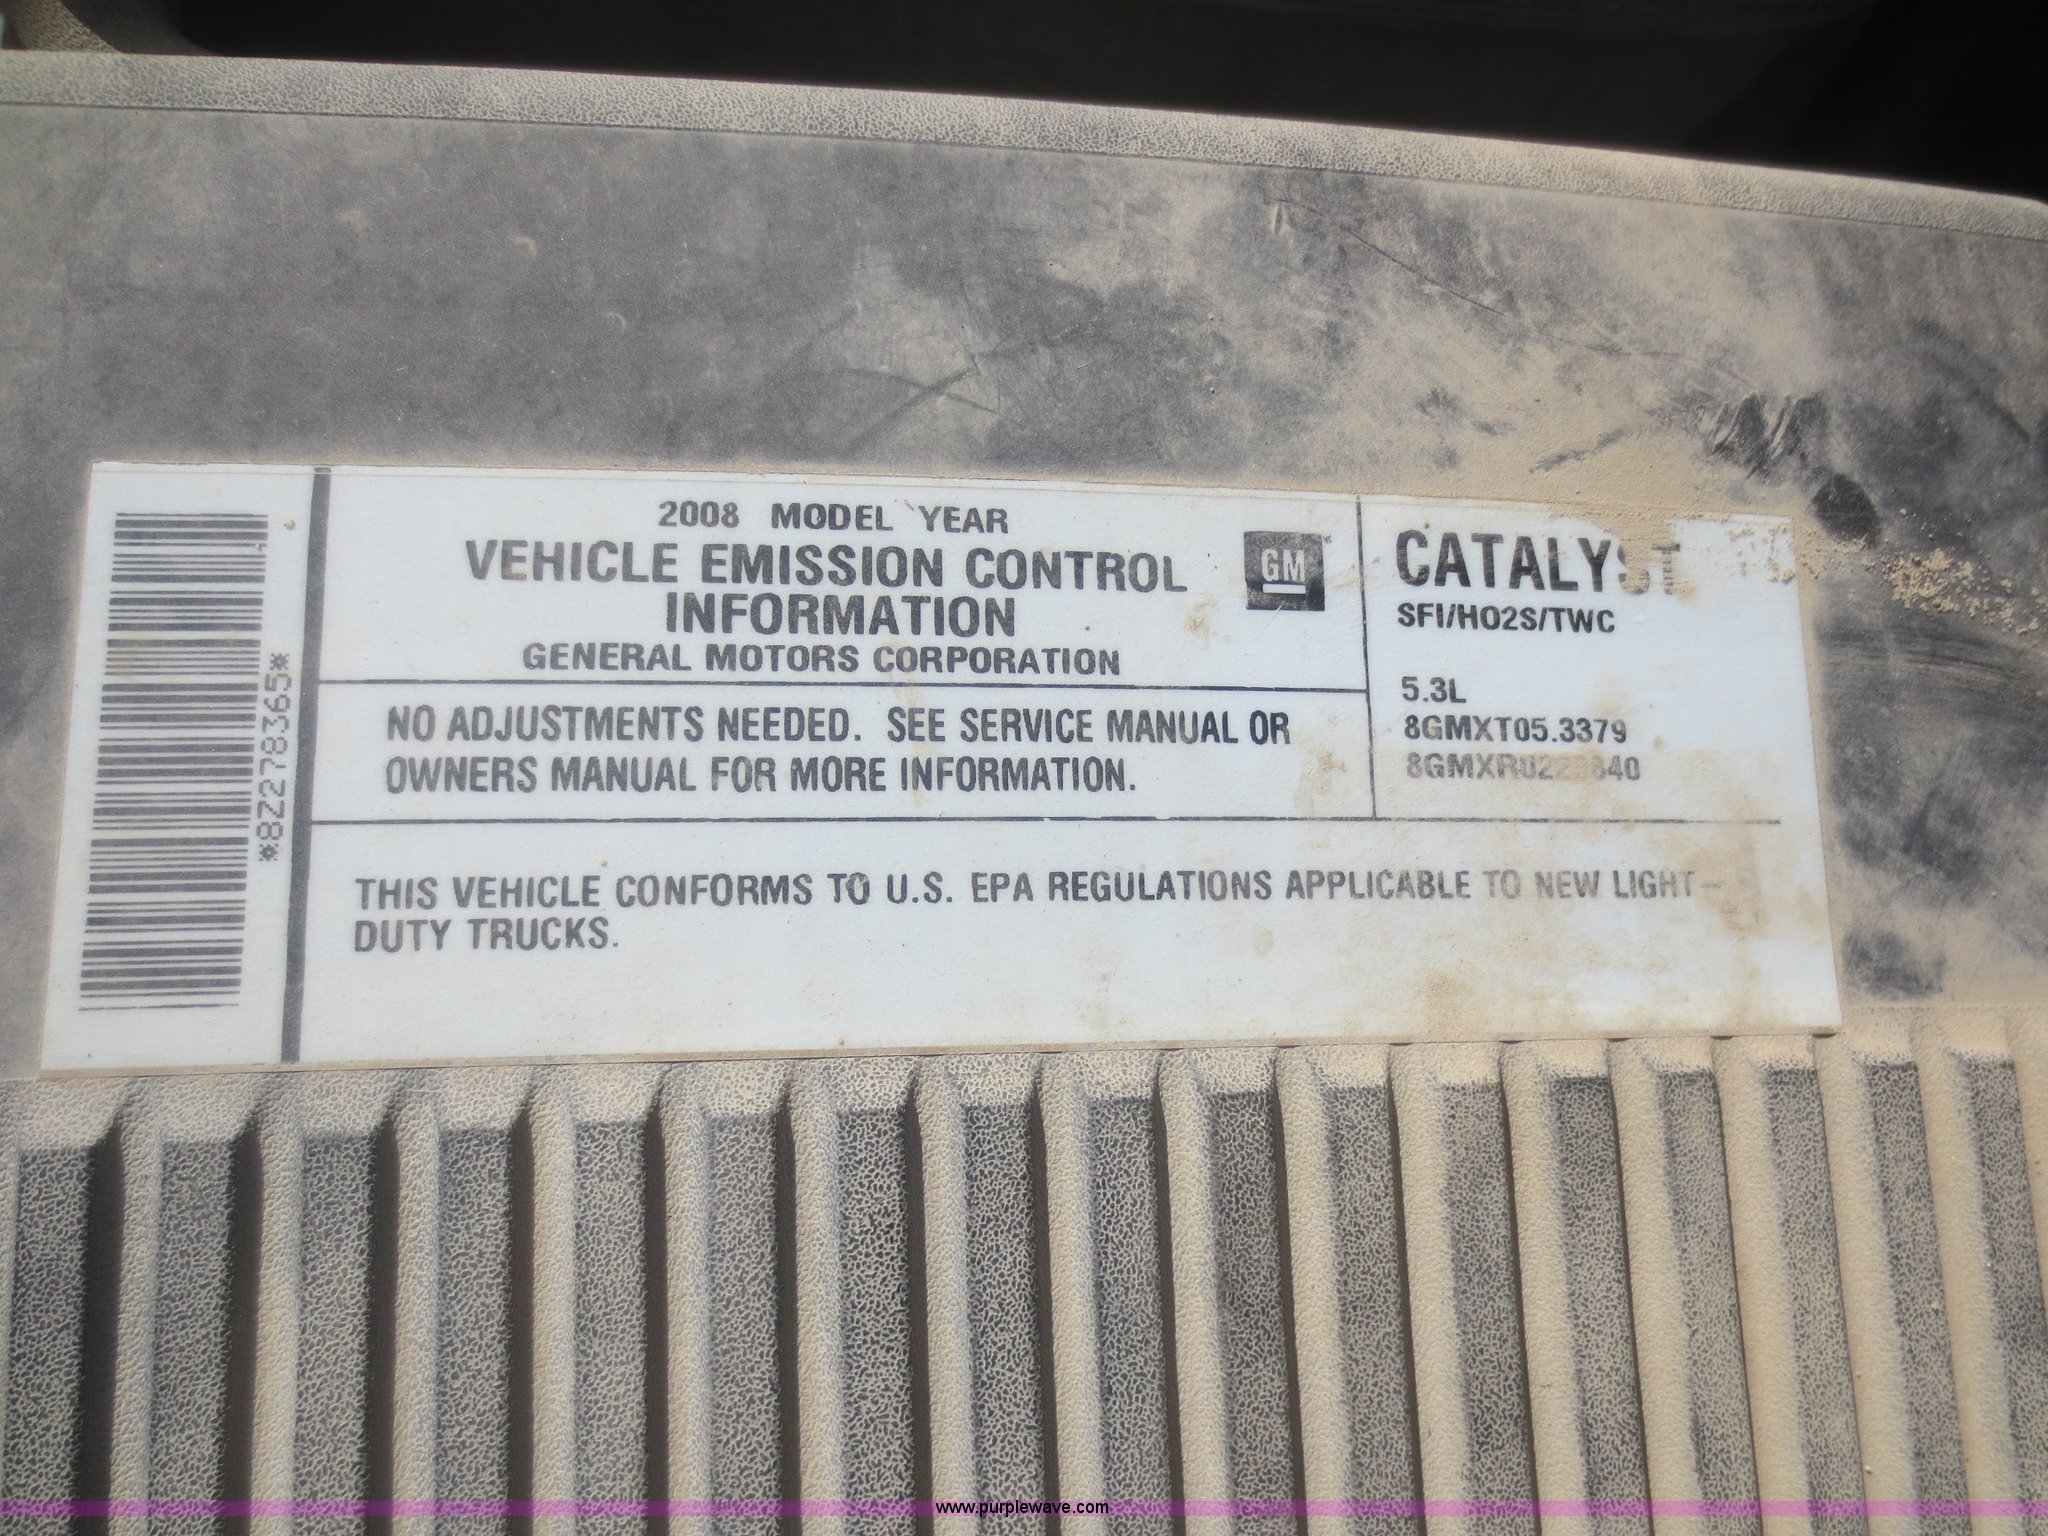 *8Z278365*
2008 MODEL YEAR
VEHICLE EMISSION CONTROL
INFORMATION
GENERAL MOTORS CORPORATION
GM
NO ADJUSTMENTS NEEDED. SEE SERVICE MANUAL OR
OWNERS MANUAL FOR MORE INFORMATION.
CATALYST
SFI/HO2S/TWC
5.3L
8GMXT05.3379
THIS VEHICLE CONFORMS TO U.S. EPA REGULATIONS APPLICABLE TO NEW LIGHT-
DUTY TRUCKS.
www.purplewave.com